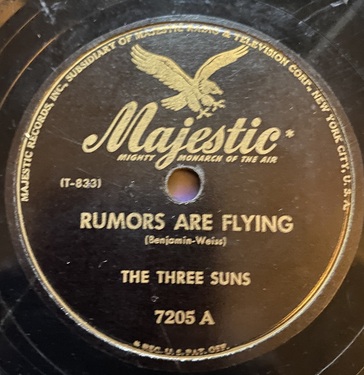 MAJESTIC RECORDS, INC., SUBSIDIARY OF MAJESTIC RADIO & TELEVISION CORP., NEW YORK CITY, U. S. A.
Majestic*
MIGHTY MONARCH OF THE AIR
(T-833)
RUMORS ARE FLYING
(Benjamin-Weiss)
THE THREE SUNS
7205 A
* REG. U. S. PAT. OFF.